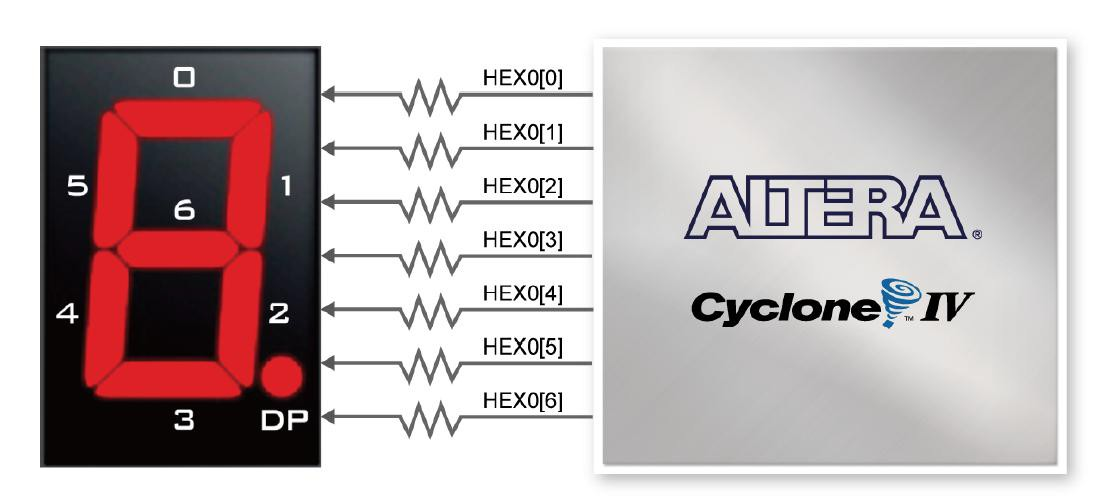 0
5
1
6
4
2
3
DP
HEX0[0]
HEX0[1]
HEX0[2]
HEX0[3]
HEX0[4]
HEX0[5]
HEX0[6]
ALTERA®
Cyclone™ IV